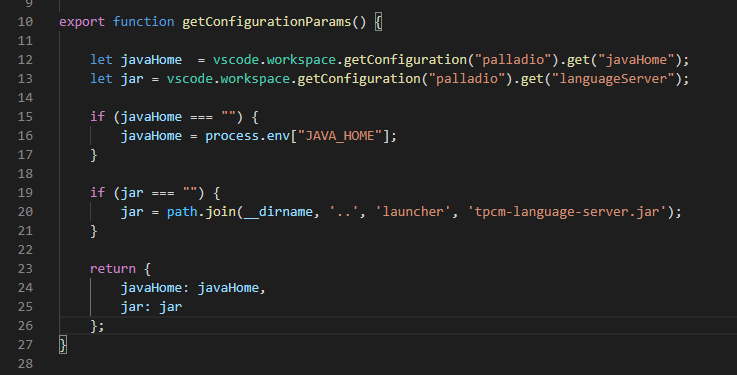 9
10 export function getConfigurationParams() {
11
12     let javaHome  = vscode.workspace.getConfiguration("palladio").get("javaHome");
13     let jar = vscode.workspace.getConfiguration("palladio").get("languageServer");
14
15     if (javaHome === "") {
16         javaHome = process.env["JAVA_HOME"];
17     }
18
19     if (jar === "") {
20         jar = path.join(__dirname, '..', 'launcher', 'tpcm-language-server.jar');
21     }
22
23     return {
24         javaHome: javaHome,
25         jar: jar
26     };
27 }
28